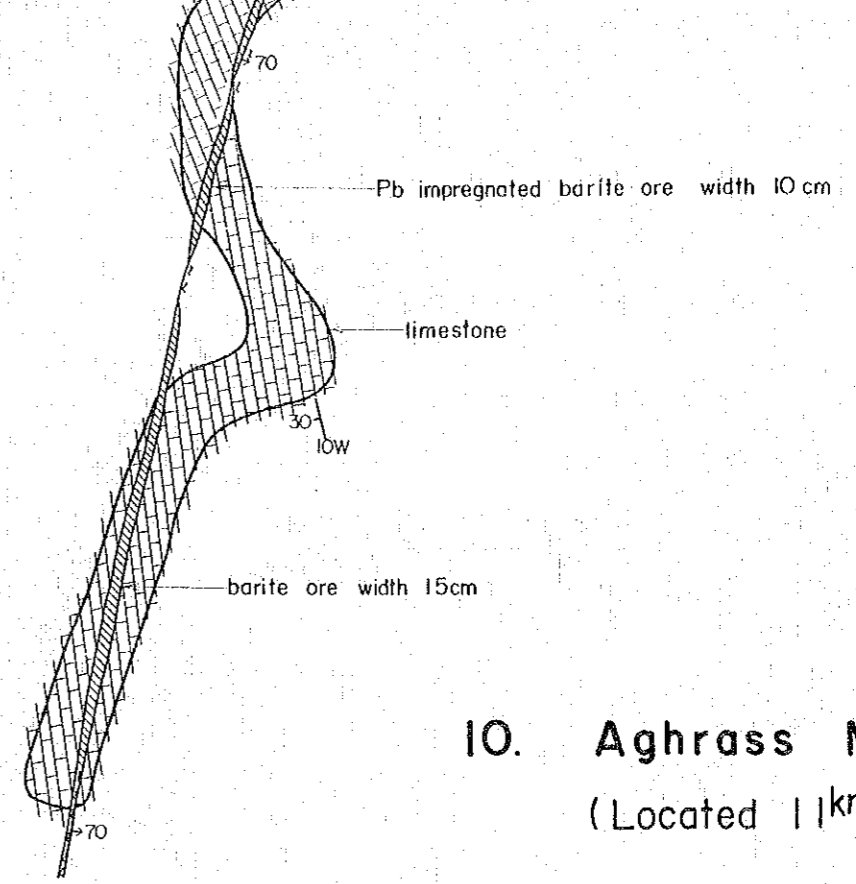 70
Pb impregnated barite ore width 10 cm
limestone
30
10W
barite ore width 15cm
10. Aghrass
(Located 11km
70